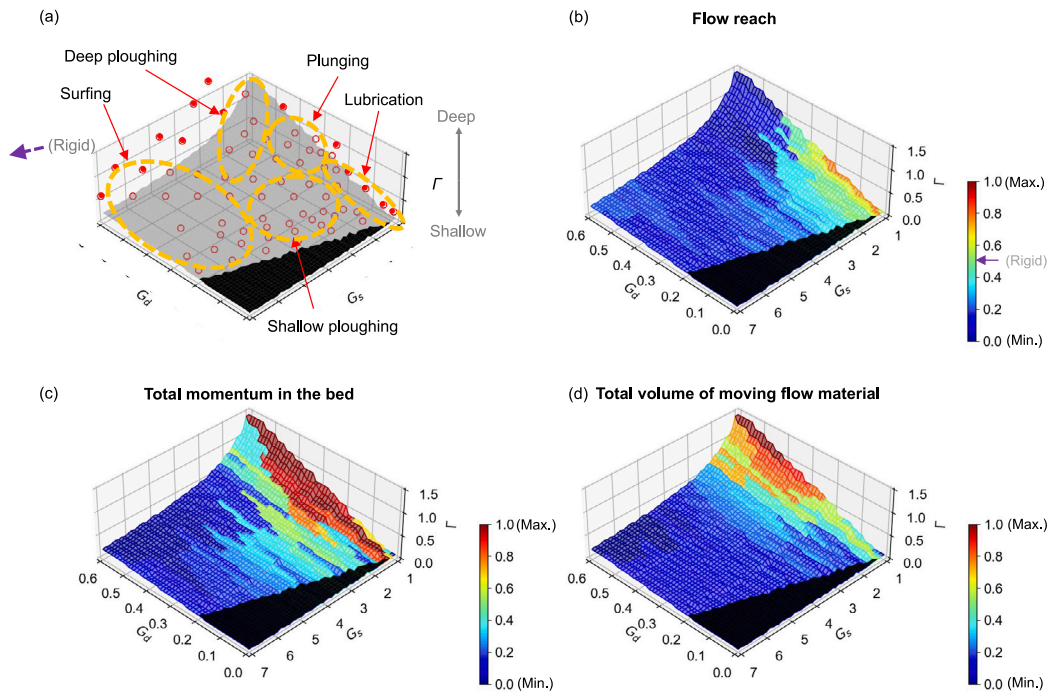 (a)
Deep ploughing
Plunging
Surfing
Lubrication
(Rigid)
Deep
Γ
Shallow
G_d
G_s
Shallow ploughing
(b)
Flow reach
1.5
1.0
0.5
0.0
Γ
1.0 (Max.)
0.8
0.6
(Rigid)
0.4
0.2
0.0 (Min.)
0.6
0.5
0.4
0.3
0.2
0.1
0.0
G_d
1
2
3
4
5
6
7
G_s
(c)
Total momentum in the bed
1.5
1.0
0.5
0.0
Γ
1.0 (Max.)
0.8
0.6
0.4
0.2
0.0 (Min.)
0.6
0.5
0.4
0.3
0.2
0.1
0.0
G_d
1
2
3
4
5
6
7
G_s
(d)
Total volume of moving flow material
1.5
1.0
0.5
0.0
Γ
1.0 (Max.)
0.8
0.6
0.4
0.2
0.0 (Min.)
0.6
0.5
0.4
0.3
0.2
0.1
0.0
G_d
1
2
3
4
5
6
7
G_s